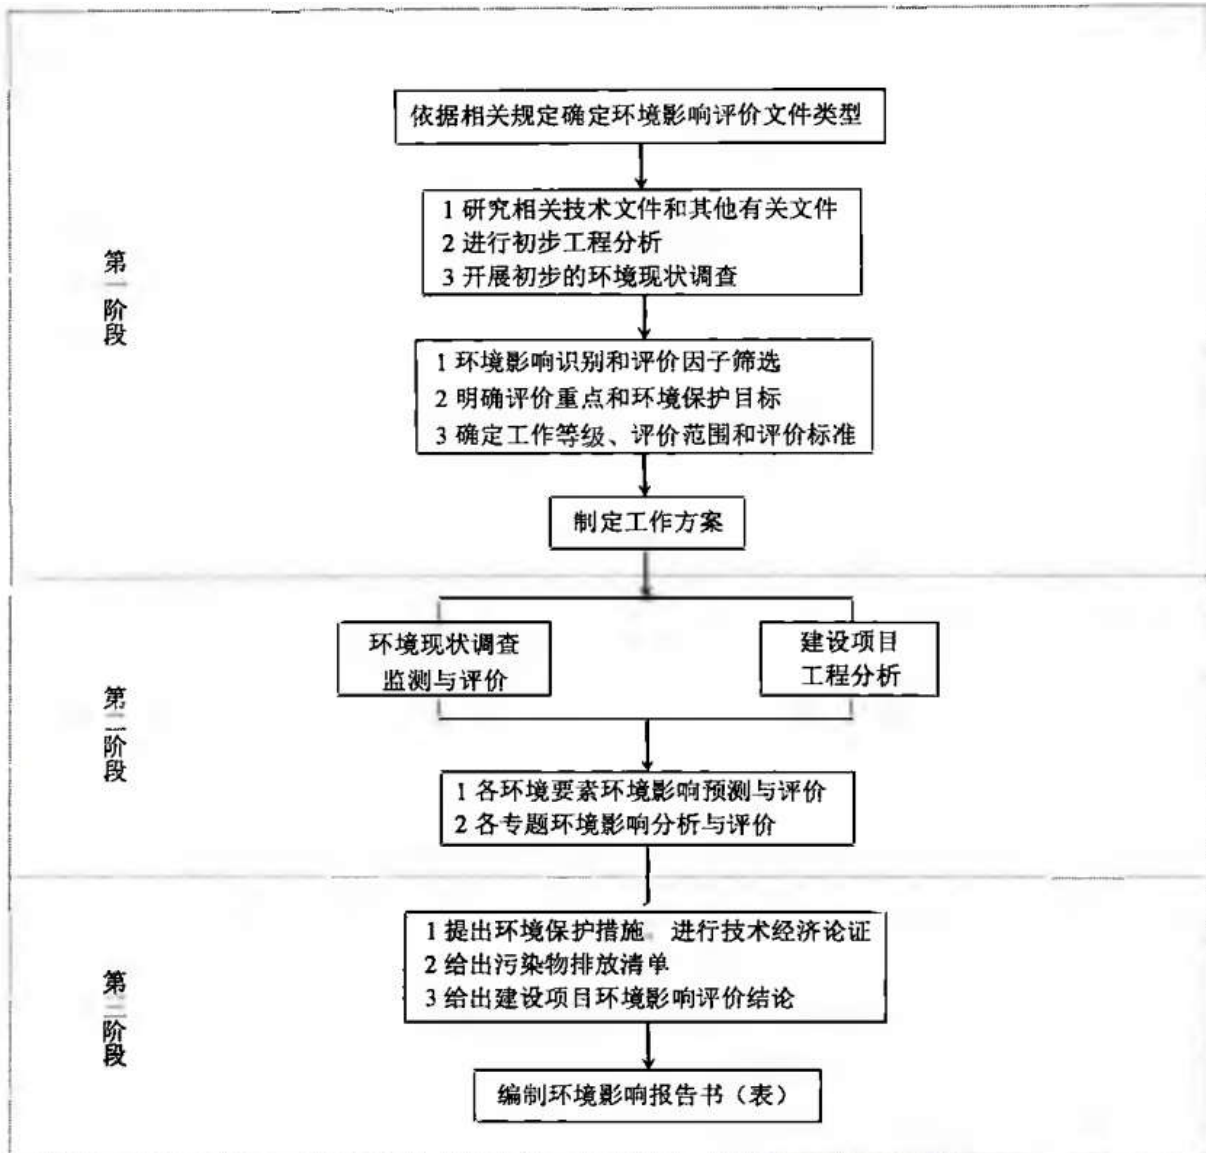 依据相关规定确定环境影响评价文件类型
1 研究相关技术文件和其他有关文件
2 进行初步工程分析
3 开展初步的环境现状调查
第一阶段
1 环境影响识别和评价因子筛选
2 明确评价重点和环境保护目标
3 确定工作等级、评价范围和评价标准
制定工作方案
环境现状调查
监测与评价
建设项目
工程分析
第二阶段
1 各环境要素环境影响预测与评价
2 各专题环境影响分析与评价
1 提出环境保护措施，进行技术经济论证
2 给出污染物排放清单
3 给出建设项目环境影响评价结论
第三阶段
编制环境影响报告书（表）